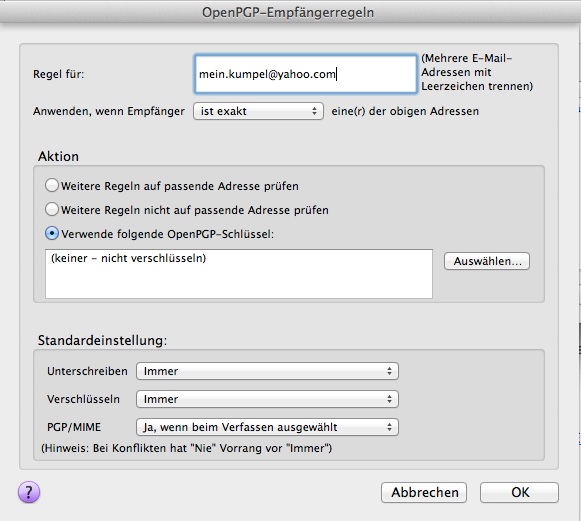 OpenPGP-Empfängerregeln
Regel für:
mein.kumpel@yahoo.com
(Mehrere E-Mail-
Adressen mit
Leerzeichen trennen)
Anwenden, wenn Empfänger ist exakt eine(r) der obigen Adressen
Aktion
Weitere Regeln auf passende Adresse prüfen
Weitere Regeln nicht auf passende Adresse prüfen
Verwende folgende OpenPGP-Schlüssel:
(keiner - nicht verschlüsseln)
Auswählen...
Standardeinstellung:
Unterschreiben Immer
Verschlüsseln Immer
PGP/MIME Ja, wenn beim Verfassen ausgewählt
(Hinweis: Bei Konflikten hat "Nie" Vorrang vor "Immer")
? Abbrechen OK